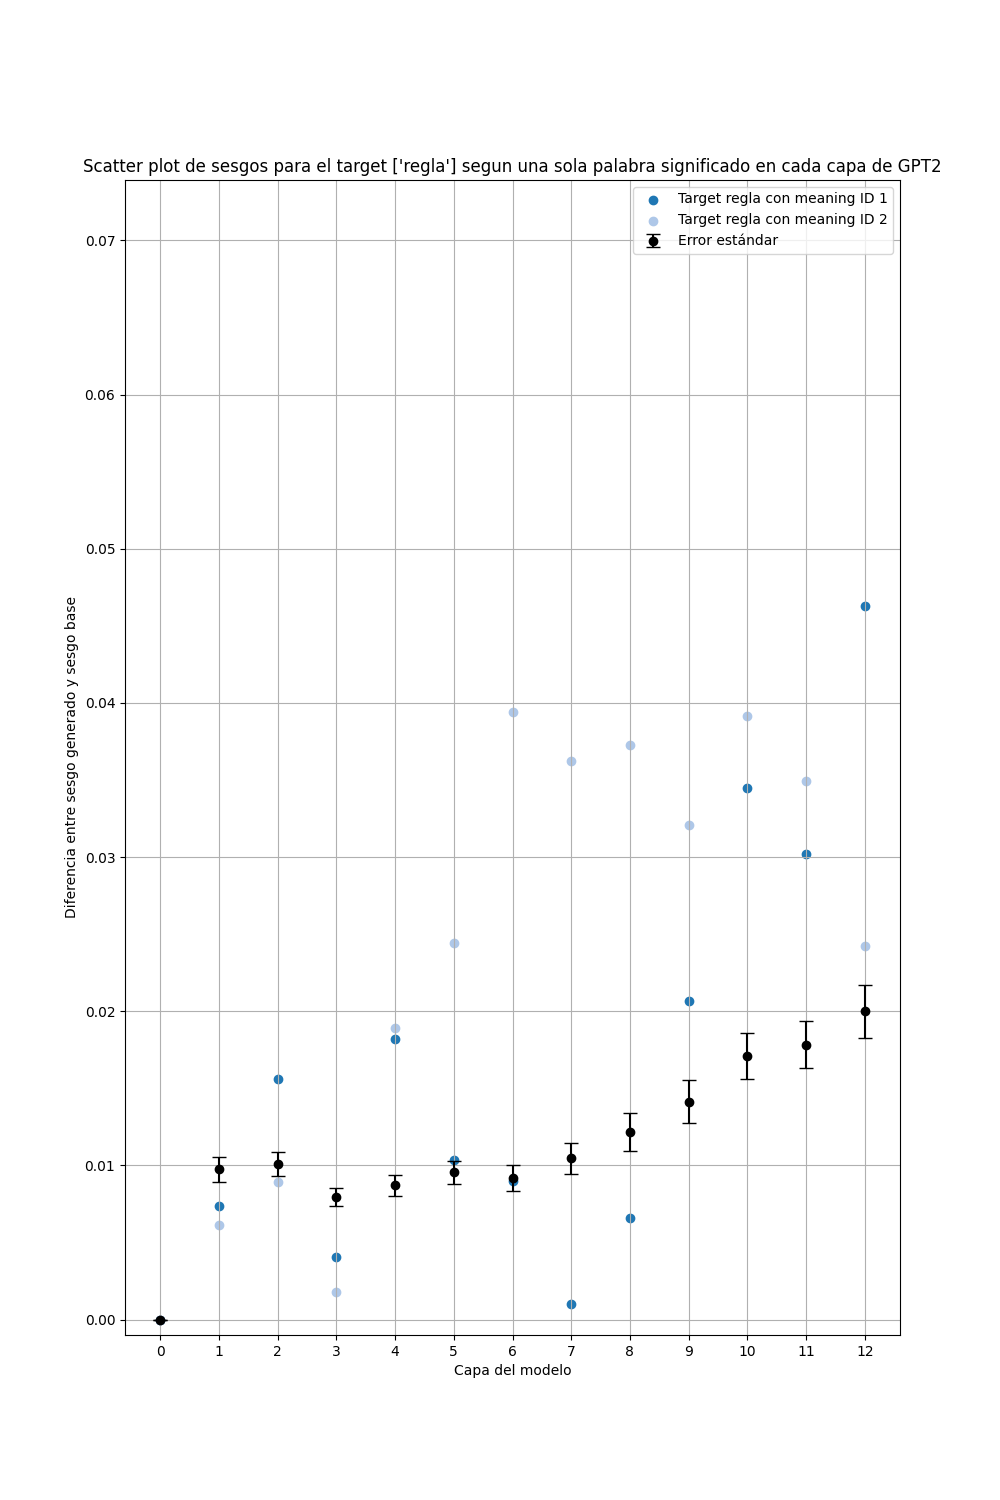 Scatter plot de sesgos para el target ['regla'] segun una sola palabra significado en cada capa de GPT2
Target regla con meaning ID 1
Target regla con meaning ID 2
Error estándar
0.07
0.06
0.05
0.04
0.03
0.02
0.01
0.00
Diferencia entre sesgo generado y sesgo base
0 1 2 3 4 5 6 7 8 9 10 11 12
Capa del modelo